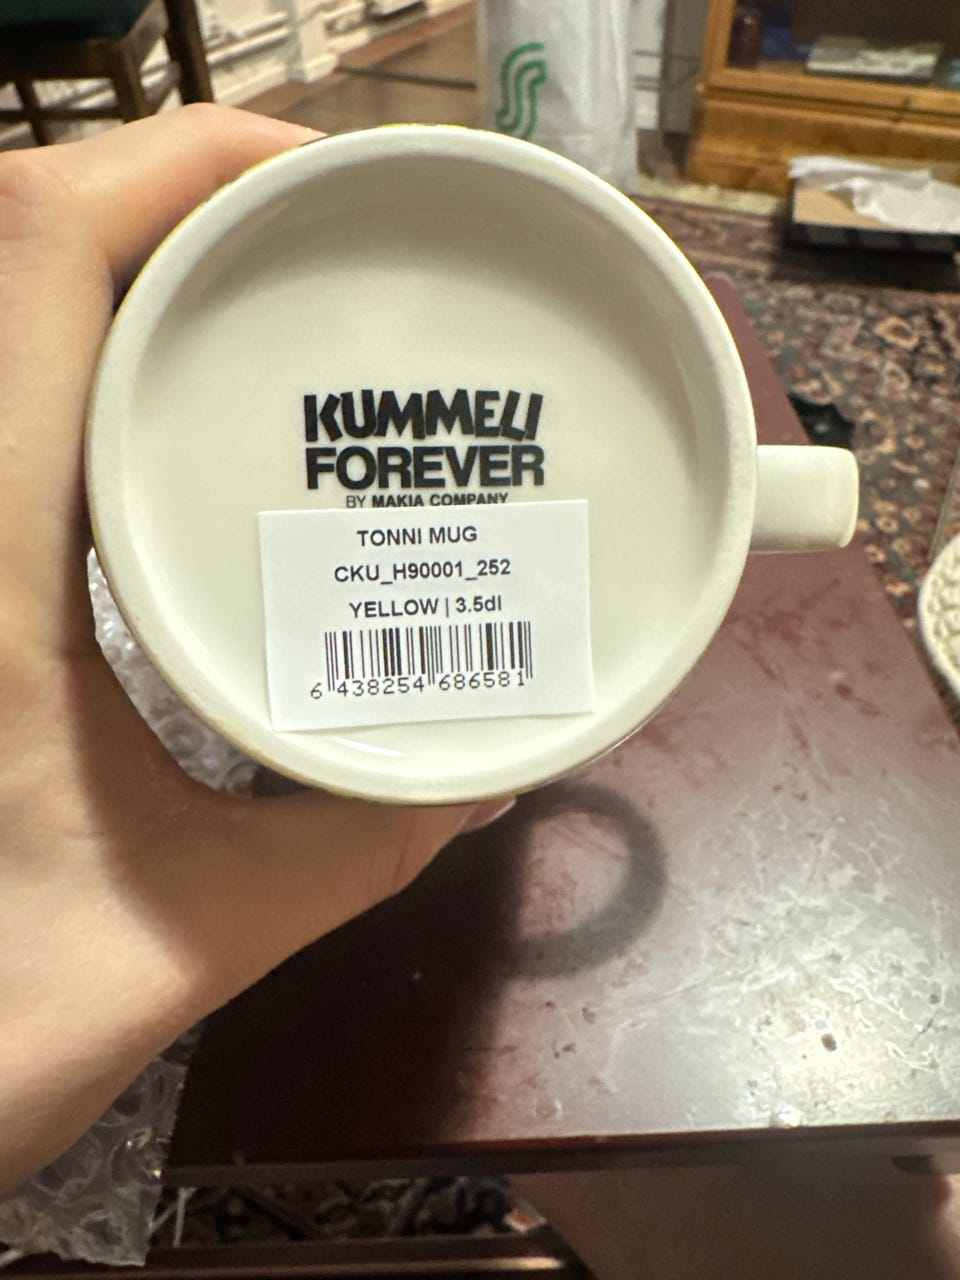 KUMMELI
FOREVER
BY MAKIA COMPANY
TONNI MUG
CKU_H90001_252
YELLOW | 3.5dl
6 438254 686581